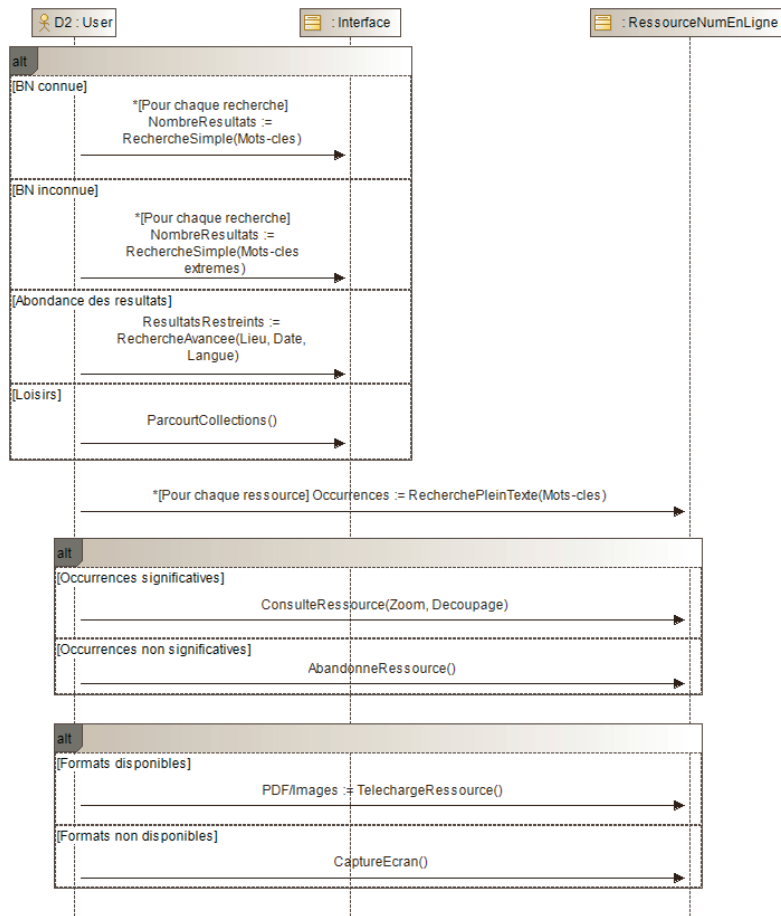 D2 : User
: Interface
: RessourceNumEnLigne
alt
[BN connue]
*[Pour chaque recherche]
NombreResultats :=
RechercheSimple(Mots-cles)
[BN inconnue]
*[Pour chaque recherche]
NombreResultats :=
RechercheSimple(Mots-cles
extremes)
[Abondance des resultats]
ResultatsRestreints :=
RechercheAvancee(Lieu, Date,
Langue)
[Loisirs]
ParcourtCollections()
*[Pour chaque ressource] Occurrences := RecherchePleinTexte(Mots-cles)
alt
[Occurrences significatives]
ConsulteRessource(Zoom, Decoupage)
[Occurrences non significatives]
AbandonneRessource()
alt
[Formats disponibles]
PDF/Images := TelechargeRessource()
[Formats non disponibles]
CaptureEcran()